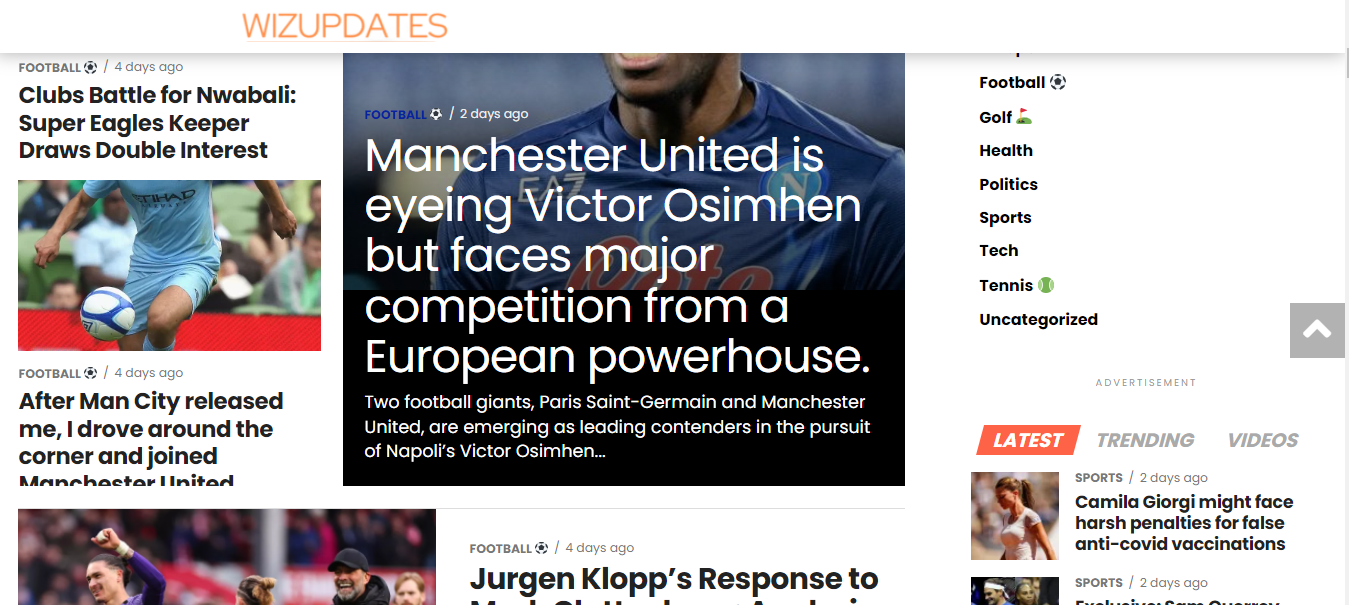 WIZUPDATES
FOOTBALL⚽ / 4 days ago
Clubs Battle for Nwabali:
Super Eagles Keeper
Draws Double Interest
ETIHAD
FOOTBALL⚽ / 4 days ago
After Man City released
me, I drove around the
corner and joined
Manchester United
FOOTBALL⚽ / 2 days ago
Manchester United is
eyeing Victor Osimhen
but faces major
competition from a
European powerhouse.
Two football giants, Paris Saint-Germain and Manchester
United, are emerging as leading contenders in the pursuit
of Napoli’s Victor Osimhen...
EA7
N
FOOTBALL⚽ / 4 days ago
Jurgen Klopp’s Response to
Football ⚽
Golf ⛳
Health
Politics
Sports
Tech
Tennis 🎾
Uncategorized
ADVERTISEMENT
LATEST TRENDING VIDEOS
SPORTS / 2 days ago
Camila Giorgi might face
harsh penalties for false
anti-covid vaccinations
SPORTS / 2 days ago
Exclusive: Sam Querrey